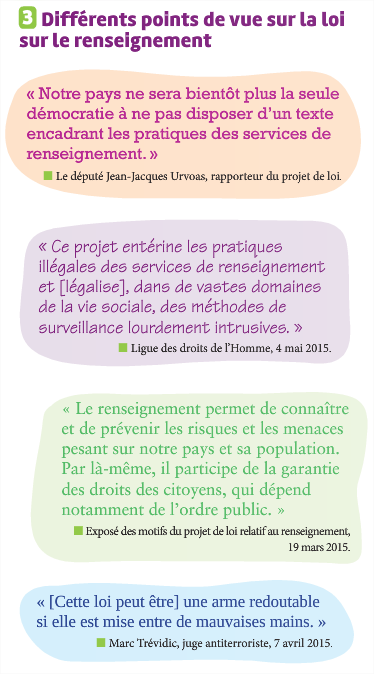 3 Différents points de vue sur la loi
sur le renseignement
« Notre pays ne sera bientôt plus la seule
démocratie à ne pas disposer d'un texte
encadrant les pratiques des services de
renseignement. »
Le député Jean-Jacques Urvoas, rapporteur du projet de loi.
« Ce projet entérine les pratiques
illégales des services de renseignement
et [légalise], dans de vastes domaines
de la vie sociale, des méthodes de
surveillance lourdement intrusives. »
Ligue des droits de l'Homme, 4 mai 2015.
« Le renseignement permet de connaître
et de prévenir les risques et les menaces
pesant sur notre pays et sa population.
Par là-même, il participe de la garantie
des droits des citoyens, qui dépend
notamment de l'ordre public. »
Exposé des motifs du projet de loi relatif au renseignement,
19 mars 2015.
« [Cette loi peut être] une arme redoutable
si elle est mise entre de mauvaises mains. »
Marc Trévidic, juge antiterroriste, 7 avril 2015.